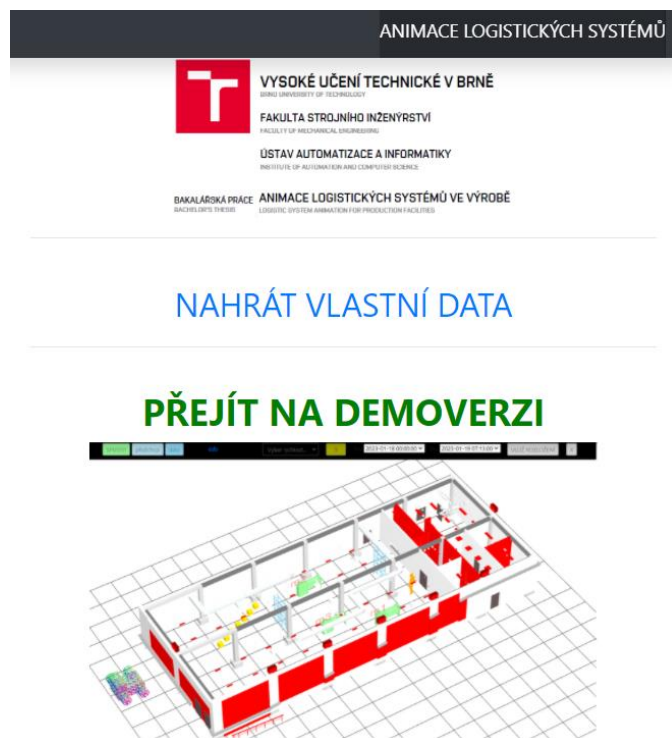 ANIMACE LOGISTICKÝCH SYSTÉMŮ
VYSOKÉ UČENÍ TECHNICKÉ V BRNĚ
BRNO UNIVERSITY OF TECHNOLOGY
FAKULTA STROJNÍHO INŽENÝRSTVÍ
FACULTY OF MECHANICAL ENGINEERING
ÚSTAV AUTOMATIZACE A INFORMATIKY
INSTITUTE OF AUTOMATION AND COMPUTER SCIENCE
BAKALÁŘSKÁ PRÁCE ANIMACE LOGISTICKÝCH SYSTÉMŮ VE VÝROBĚ
BACHELOR'S THESIS LOGISTIC SYSTEM ANIMATION FOR PRODUCTION FACILITIES
NAHRÁT VLASTNÍ DATA
PŘEJÍT NA DEMOVERZI